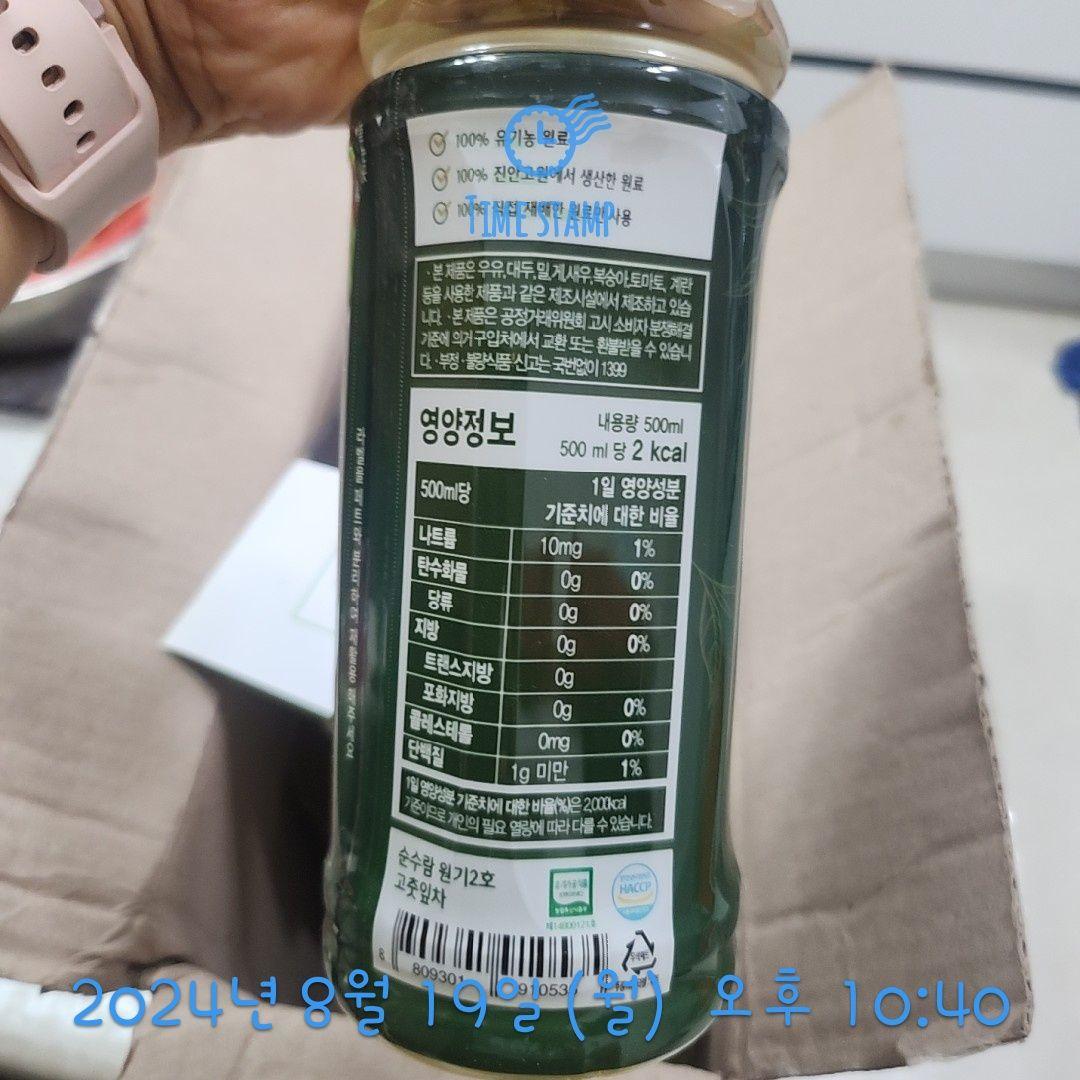 100% 유기농 원료
100% 진안고원에서 생산한 원료
100% 직접 재배한 원료만 사용
TIME STAMP
·본 제품은 우유,대두,밀,게,새우,복숭아,토마토, 계란
등을 사용한 제품과 같은 제조시설에서 제조하고 있습
니다. ·본 제품은 공정거래위원회 고시 소비자 분쟁해결
기준에 의거 구입처에서 교환 또는 환불받을 수 있습니
다. ·부정·불량식품 신고는 국번없이 1399
영양정보
내용량 500ml
500 ml 당 2 kcal
500ml당 1일 영양성분
기준치에 대한 비율
나트륨 10mg 1%
탄수화물 0g 0%
당류 0g 0%
지방 0g 0%
트랜스지방 0g
포화지방 0g 0%
콜레스테롤 0mg 0%
단백질 1g 미만 1%
1일 영양성분 기준치에 대한 비율(%)은 2,000kcal
기준이므로 개인의 필요 열량에 따라 다를 수 있습니다.
순수람 원기2호
고춧잎차
HACCP
8 809301 910534
2024년 8월 19일 (월) 오후 10:40